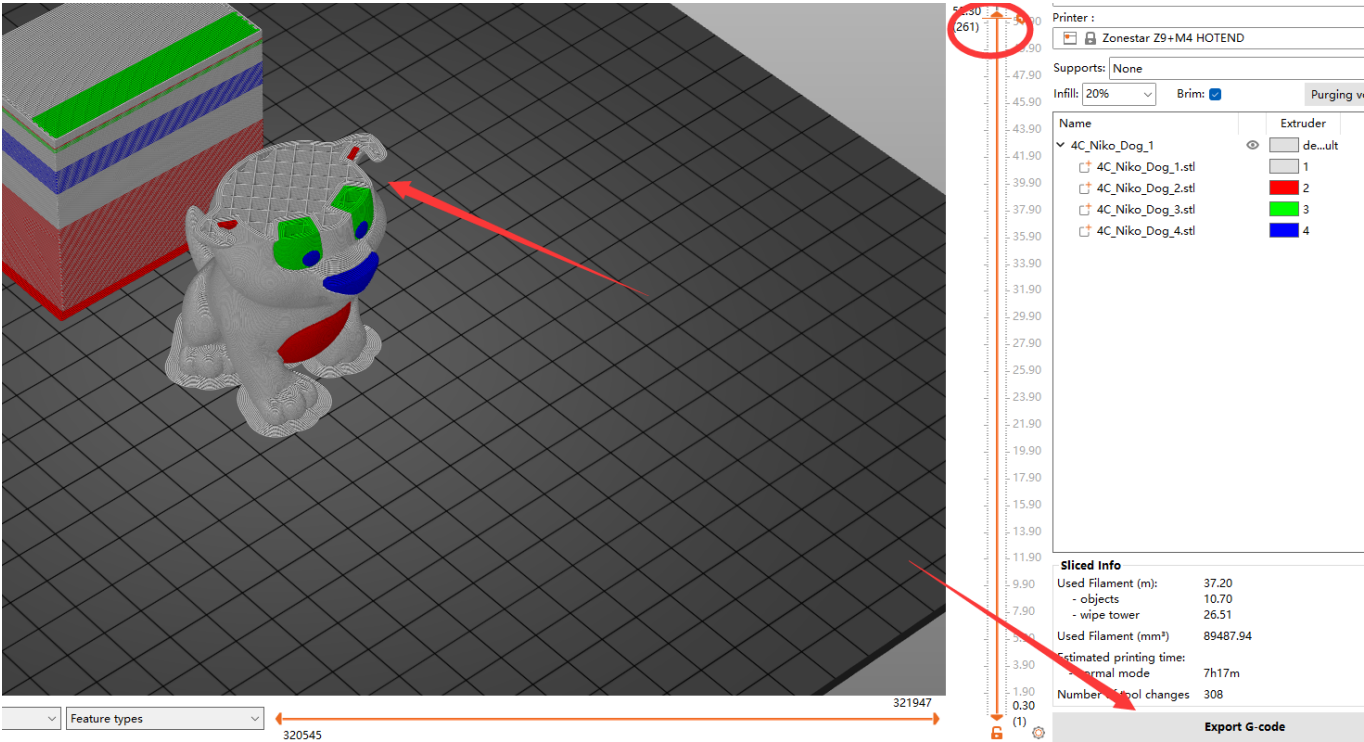 (261)
49.90
47.90
45.90
43.90
41.90
39.90
37.90
35.90
33.90
31.90
29.90
27.90
25.90
23.90
21.90
19.90
17.90
15.90
13.90
11.90
9.90
7.90
5.90
3.90
1.90
0.30
(1)
Feature types
320545
321947
Printer :
Zonestar Z9+M4 HOTEND
Supports: None
Infill: 20% Brim: Purging
Name Extruder
4C_Niko_Dog_1 de...ult
4C_Niko_Dog_1.stl 1
4C_Niko_Dog_2.stl 2
4C_Niko_Dog_3.stl 3
4C_Niko_Dog_4.stl 4
Sliced Info
Used Filament (m): 37.20
- objects 10.70
- wipe tower 26.51
Used Filament (mm³) 89487.94
Estimated printing time:
- normal mode 7h17m
Number of tool changes 308
Export G-code